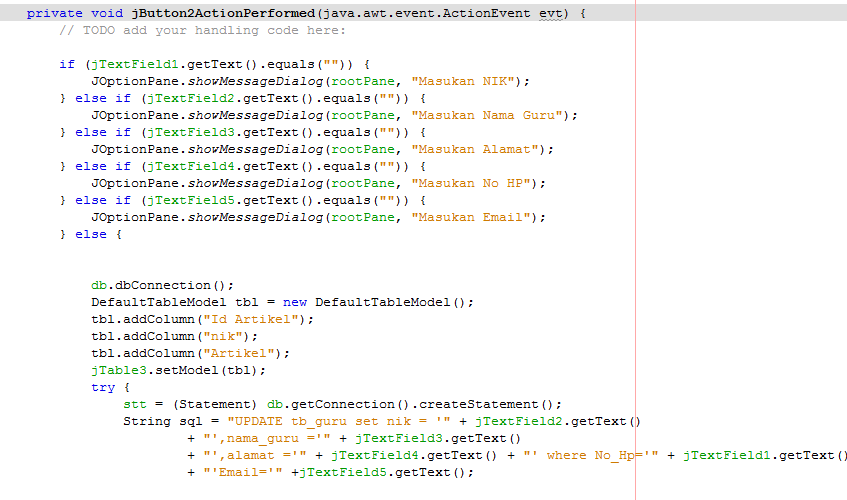 private void jButton2ActionPerformed(java.awt.event.ActionEvent evt) {
// TODO add your handling code here:
if (jTextField1.getText().equals("")) {
JOptionPane.showMessageDialog(rootPane, "Masukan NIK");
} else if (jTextField2.getText().equals("")) {
JOptionPane.showMessageDialog(rootPane, "Masukan Nama Guru");
} else if (jTextField3.getText().equals("")) {
JOptionPane.showMessageDialog(rootPane, "Masukan Alamat");
} else if (jTextField4.getText().equals("")) {
JOptionPane.showMessageDialog(rootPane, "Masukan No HP");
} else if (jTextField5.getText().equals("")) {
JOptionPane.showMessageDialog(rootPane, "Masukan Email");
} else {
db.dbConnection();
DefaultTableModel tbl = new DefaultTableModel();
tbl.addColumn("Id Artikel");
tbl.addColumn("nik");
tbl.addColumn("Artikel");
jTable3.setModel(tbl);
try {
stt = (Statement) db.getConnection().createStatement();
String sql = "UPDATE tb_guru set nik = '" + jTextField2.getText()
+ "',nama_guru ='" + jTextField3.getText()
+ "',alamat ='" + jTextField4.getText() + "' where No_Hp='" + jTextField1.getText()
+ "'Email='" +jTextField5.getText();